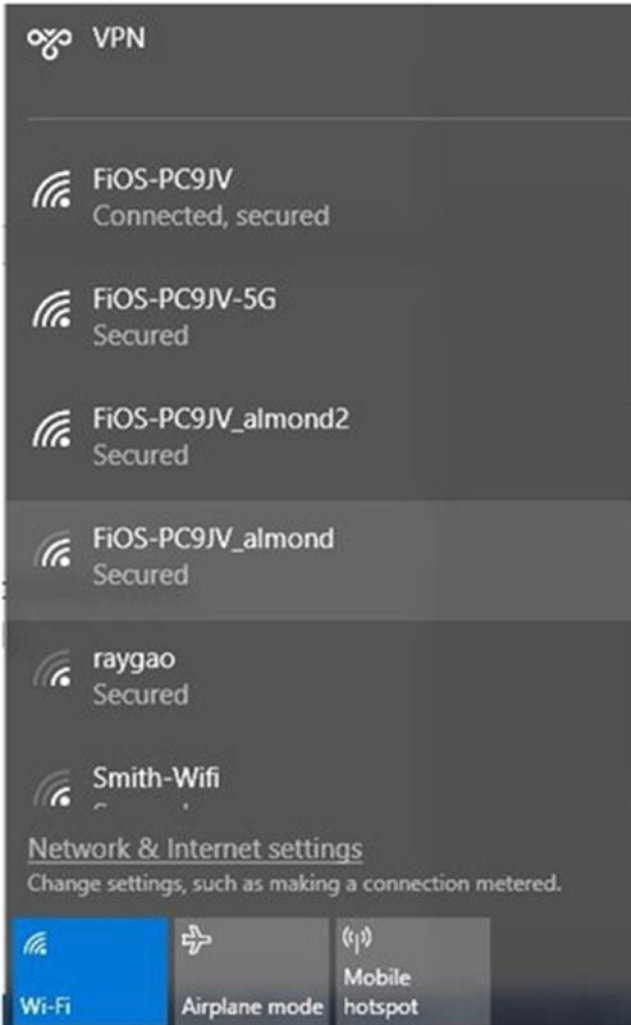 VPN
FiOS-PC9JV
Connected, secured
FiOS-PC9JV-5G
Secured
FiOS-PC9JV_almond2
Secured
FiOS-PC9JV_almond
Secured
raygao
Secured
Smith-Wifi
Network & Internet settings
Change settings, such as making a connection metered.
Wi-Fi
Airplane mode
Mobile
hotspot